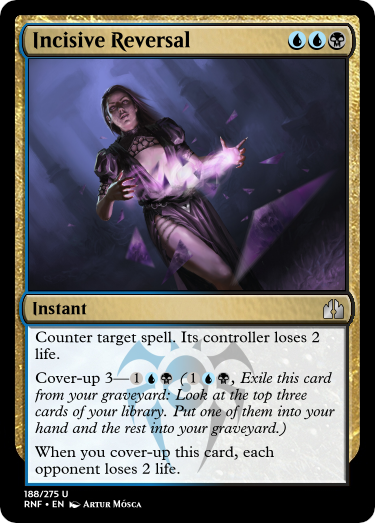 Incisive Reversal
Instant
Counter target spell. Its controller loses 2
life.
Cover-up 3—1 (1, Exile this card
from your graveyard: Look at the top three
cards of your library. Put one of them into your
hand and the rest into your graveyard.)
When you cover-up this card, each
opponent loses 2 life.
188/275 U
RNF • EN Artur Mósca